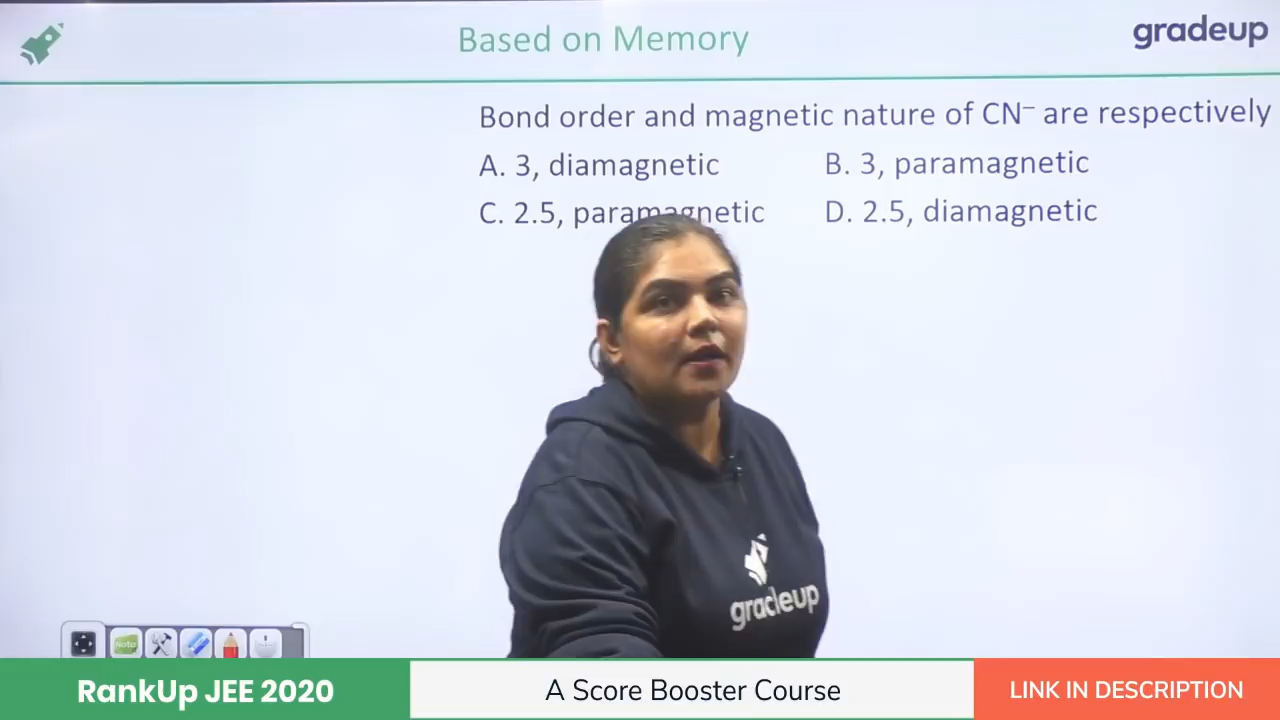 Based on Memory
gradeup
Bond order and magnetic nature of CN⁻ are respectively
A. 3, diamagnetic
B. 3, paramagnetic
C. 2.5, paramagnetic
D. 2.5, diamagnetic
gradeup
Note
RankUp JEE 2020
A Score Booster Course
LINK IN DESCRIPTION